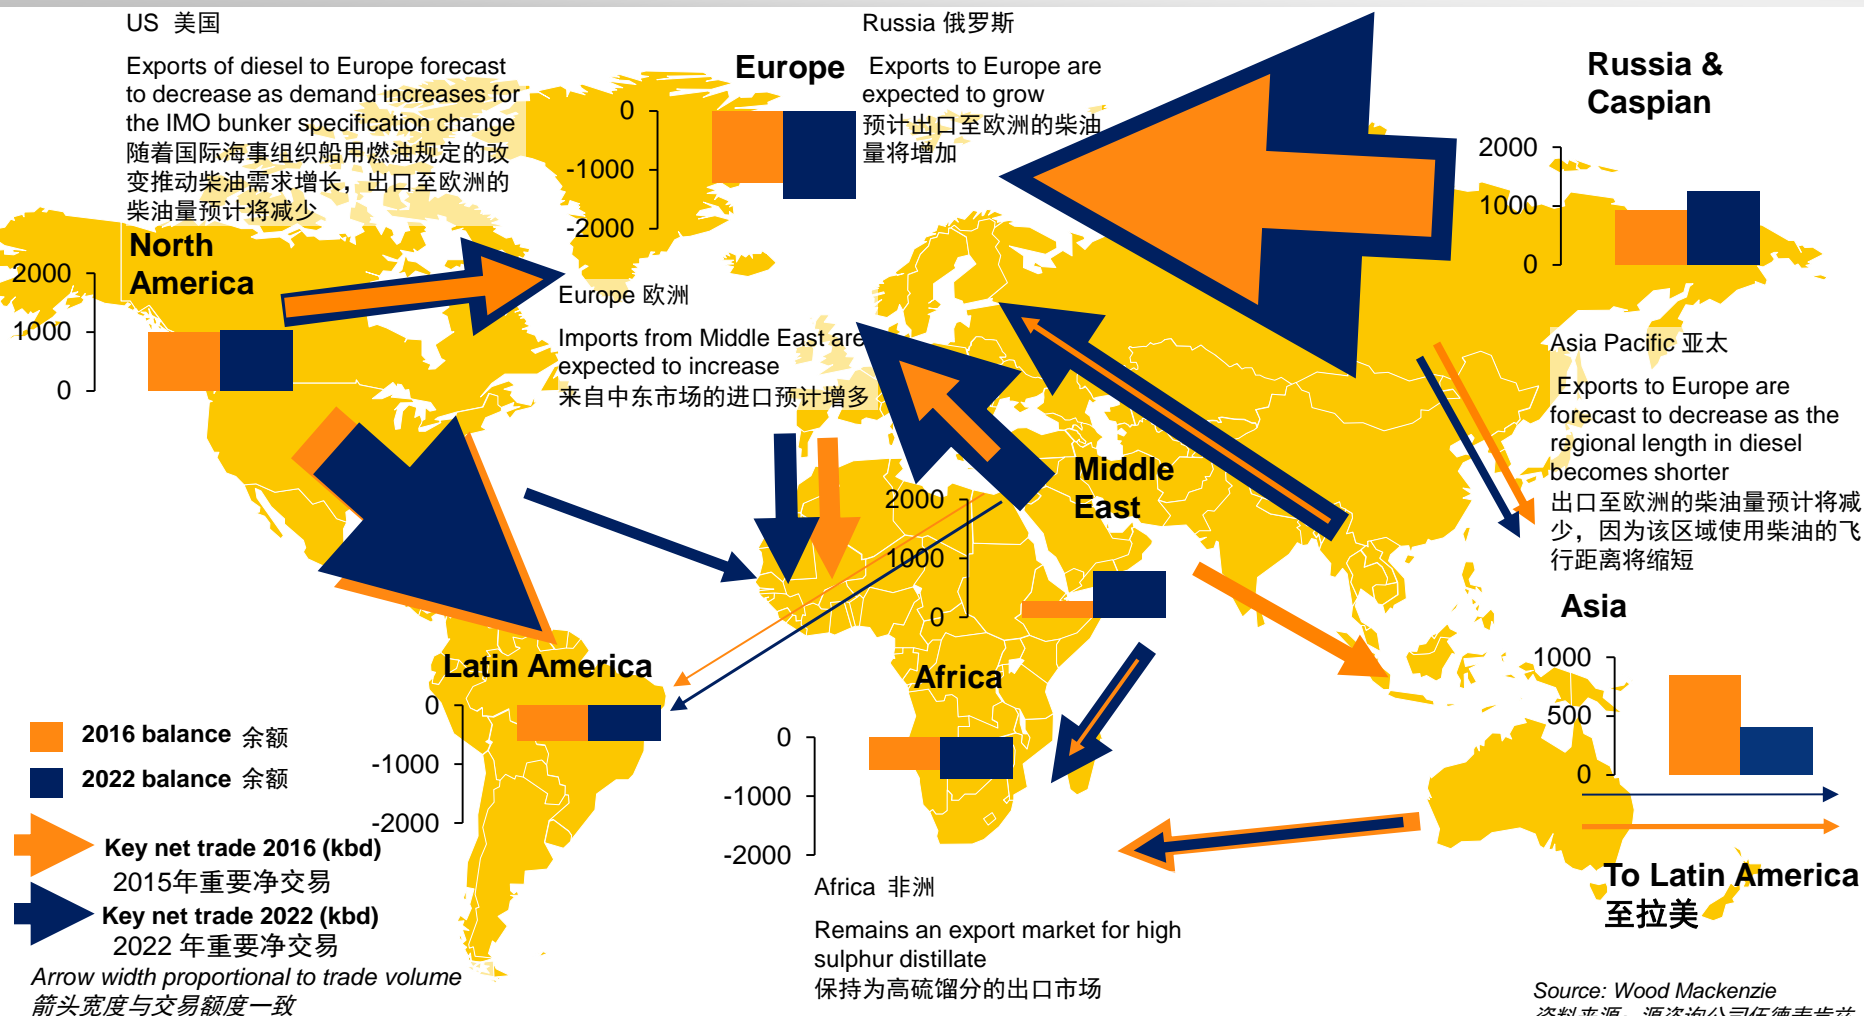 US 美国
Exports of diesel to Europe forecast
to decrease as demand increases for
the IMO bunker specification change
随着国际海事组织船用燃油规定的改
变推动柴油需求增长，出口至欧洲的
柴油量预计将减少
North
America
2000
1000
0
Europe
0
-1000
-2000
Russia 俄罗斯
Exports to Europe are
expected to grow
预计出口至欧洲的柴油
量将增加
Russia &
Caspian
2000
1000
0
Europe 欧洲
Imports from Middle East are
expected to increase
来自中东市场的进口预计增多
Asia Pacific 亚太
Exports to Europe are
forecast to decrease as the
regional length in diesel
becomes shorter
出口至欧洲的柴油量预计将减
少，因为该区域使用柴油的飞
行距离将缩短
Middle
East
2000
1000
0
Asia
1000
500
0
To Latin America
至拉美
Latin America
0
-1000
-2000
Africa
0
-1000
-2000
Africa 非洲
Remains an export market for high
sulphur distillate
保持为高硫馏分的出口市场
2016 balance 余额
2022 balance 余额
Key net trade 2016 (kbd)
2015年重要净交易
Key net trade 2022 (kbd)
2022 年重要净交易
Arrow width proportional to trade volume
箭头宽度与交易额度一致
Source: Wood Mackenzie
资料来源：源咨询公司伍德麦肯兹